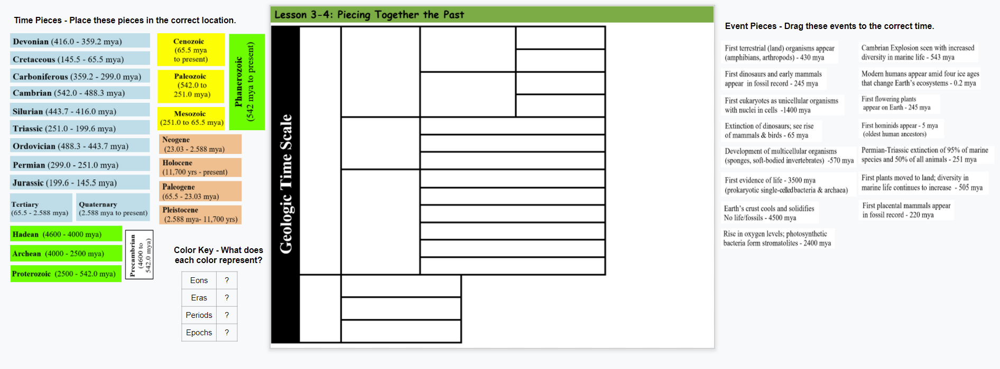 Time Pieces - Place these pieces in the correct location.
Devonian (416.0 - 359.2 mya)
Cretaceous (145.5 - 65.5 mya)
Carboniferous (359.2 - 299.0 mya)
Cambrian (542.0 - 488.3 mya)
Silurian (443.7 - 416.0 mya)
Triassic (251.0 - 199.6 mya)
Ordovician (488.3 - 443.7 mya)
Permian (299.0 - 251.0 mya)
Jurassic (199.6 - 145.5 mya)
Tertiary
(65.5 - 2.588 mya)
Quaternary
(2.588 mya to present)
Hadean (4600 - 4000 mya)
Archean (4000 - 2500 mya)
Proterozoic (2500 - 542.0 mya)
Precambrian
(4600 to
542.0 mya)
Cenozoic
(65.5 mya
to present)
Paleozoic
(542.0 to
251.0 mya)
Mesozoic
(251.0 to 65.5 mya)
Phanerozoic
(542 mya to present)
Neogene
(23.03 - 2.588 mya)
Holocene
(11,700 yrs - present)
Paleogene
(65.5 - 23.03 mya)
Pleistocene
(2.588 mya- 11,700 yrs)
Color Key - What does
each color represent?
Eons ?
Eras ?
Periods ?
Epochs ?
Lesson 3-4: Piecing Together the Past
Geologic Time Scale
Event Pieces - Drag these events to the correct time.
First terrestrial (land) organisms appear
(amphibians, arthropods) - 430 mya
First dinosaurs and early mammals
appear in fossil record - 245 mya
First eukaryotes as unicellular organisms
with nuclei in cells -1400 mya
Extinction of dinosaurs; see rise
of mammals & birds - 65 mya
Development of multicellular organisms
(sponges, soft-bodied invertebrates) -570 mya
First evidence of life - 3500 mya
(prokaryotic single-celled bacteria & archaea)
Earth's crust cools and solidifies
No life/fossils - 4500 mya
Rise in oxygen levels; photosynthetic
bacteria form stromatolites - 2400 mya
Cambrian Explosion seen with increased
diversity in marine life - 543 mya
Modern humans appear amid four ice ages
that change Earth's ecosystems - 0.2 mya
First flowering plants
appear on Earth - 245 mya
First hominids appear - 5 mya
(oldest human ancestors)
Permian-Triassic extinction of 95% of marine
species and 50% of all animals - 251 mya
First plants moved to land; diversity in
marine life continues to increase - 505 mya
First placental mammals appear
in fossil record - 220 mya